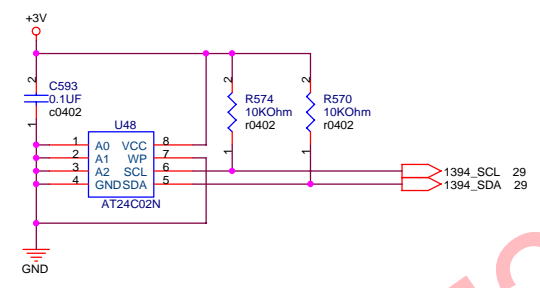 +3V
2
C593
0.1UF
c0402
1
2
R574
10KOhm
r0402
1
2
R570
10KOhm
r0402
1
U48
1 A0 VCC 8
2 A1 WP 7
3 A2 SCL 6
4 GND SDA 5
AT24C02N
1394_SCL 29
1394_SDA 29
GND